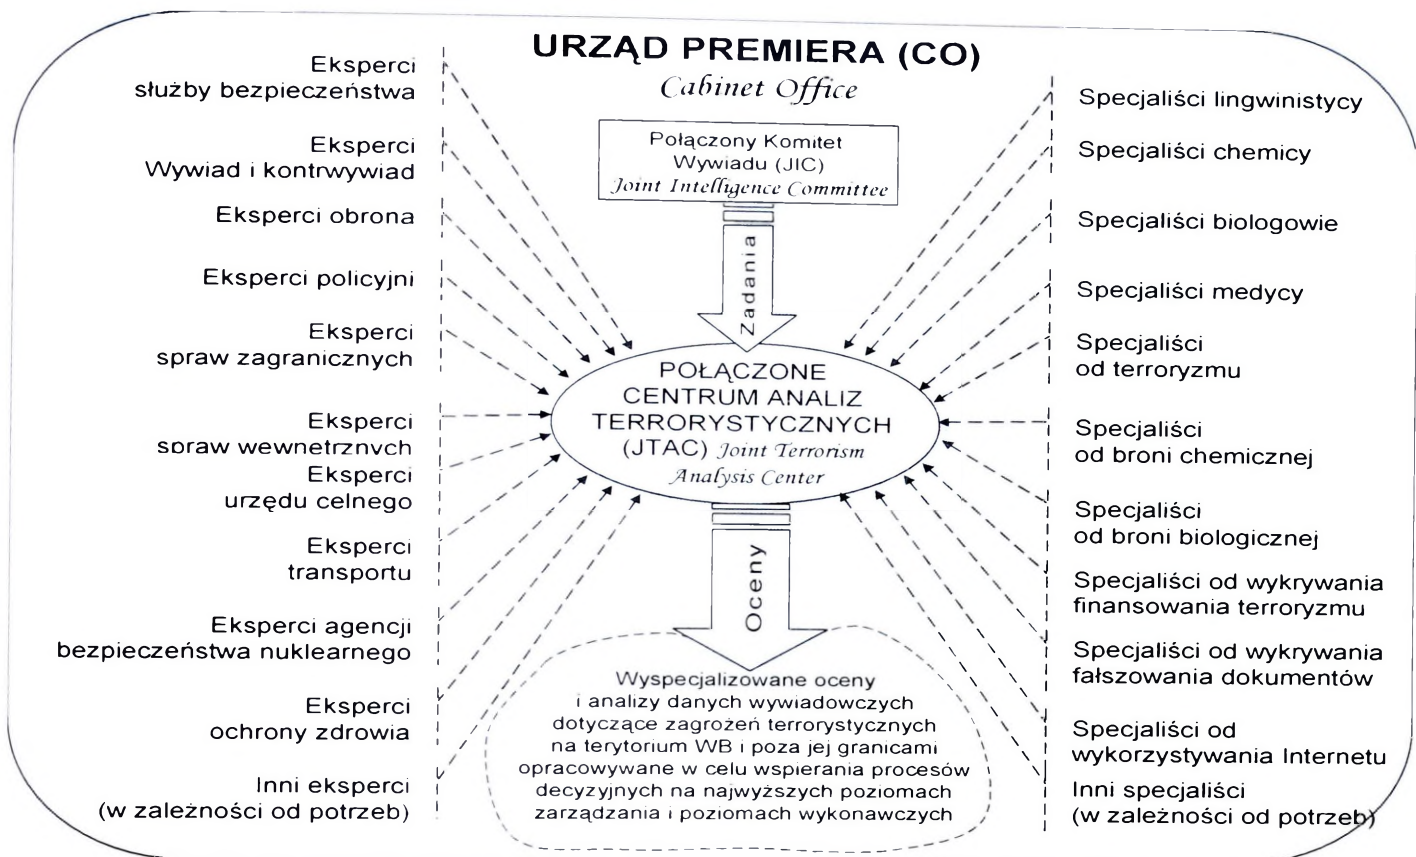 URZĄD PREMIERA (CO)
Cabinet Office
Połączony Komitet
Wywiadu (JIC)
Joint Intelligence Committee
Zadania
POŁĄCZONE
CENTRUM ANALIZ
TERRORYSTYCZNYCH
(JTAC) Joint Terrorism
Analysis Center
Oceny
Wyspecjalizowane oceny
i analizy danych wywiadowczych
dotyczące zagrożeń terrorystycznych
na terytorium WB i poza jej granicami
opracowywane w celu wspierania procesów
decyzyjnych na najwyższych poziomach
zarządzania i poziomach wykonawczych
Eksperci
służby bezpieczeństwa
Eksperci
Wywiad i kontrwywiad
Eksperci obrona
Eksperci policyjni
Eksperci
spraw zagranicznych
Eksperci
spraw wewnętrznych
Eksperci
urzędu celnego
Eksperci
transportu
Eksperci agencji
bezpieczeństwa nuklearnego
Eksperci
ochrony zdrowia
Inni eksperci
(w zależności od potrzeb)
Specjaliści lingwinistycy
Specjaliści chemicy
Specjaliści biologowie
Specjaliści medycy
Specjaliści
od terroryzmu
Specjaliści
od broni chemicznej
Specjaliści
od broni biologicznej
Specjaliści od wykrywania
finansowania terroryzmu
Specjaliści od wykrywania
fałszowania dokumentów
Specjaliści od
wykorzystywania Internetu
Inni specjaliści
(w zależności od potrzeb)